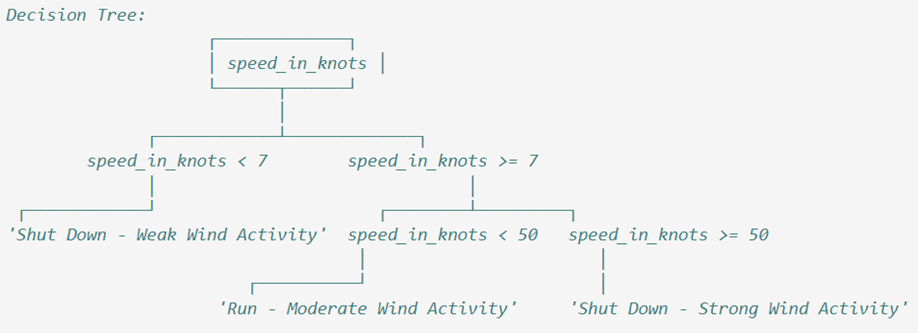 Decision Tree:
speed_in_knots
speed_in_knots < 7 speed_in_knots >= 7
'Shut Down - Weak Wind Activity' speed_in_knots < 50 speed_in_knots >= 50
'Run - Moderate Wind Activity' 'Shut Down - Strong Wind Activity'